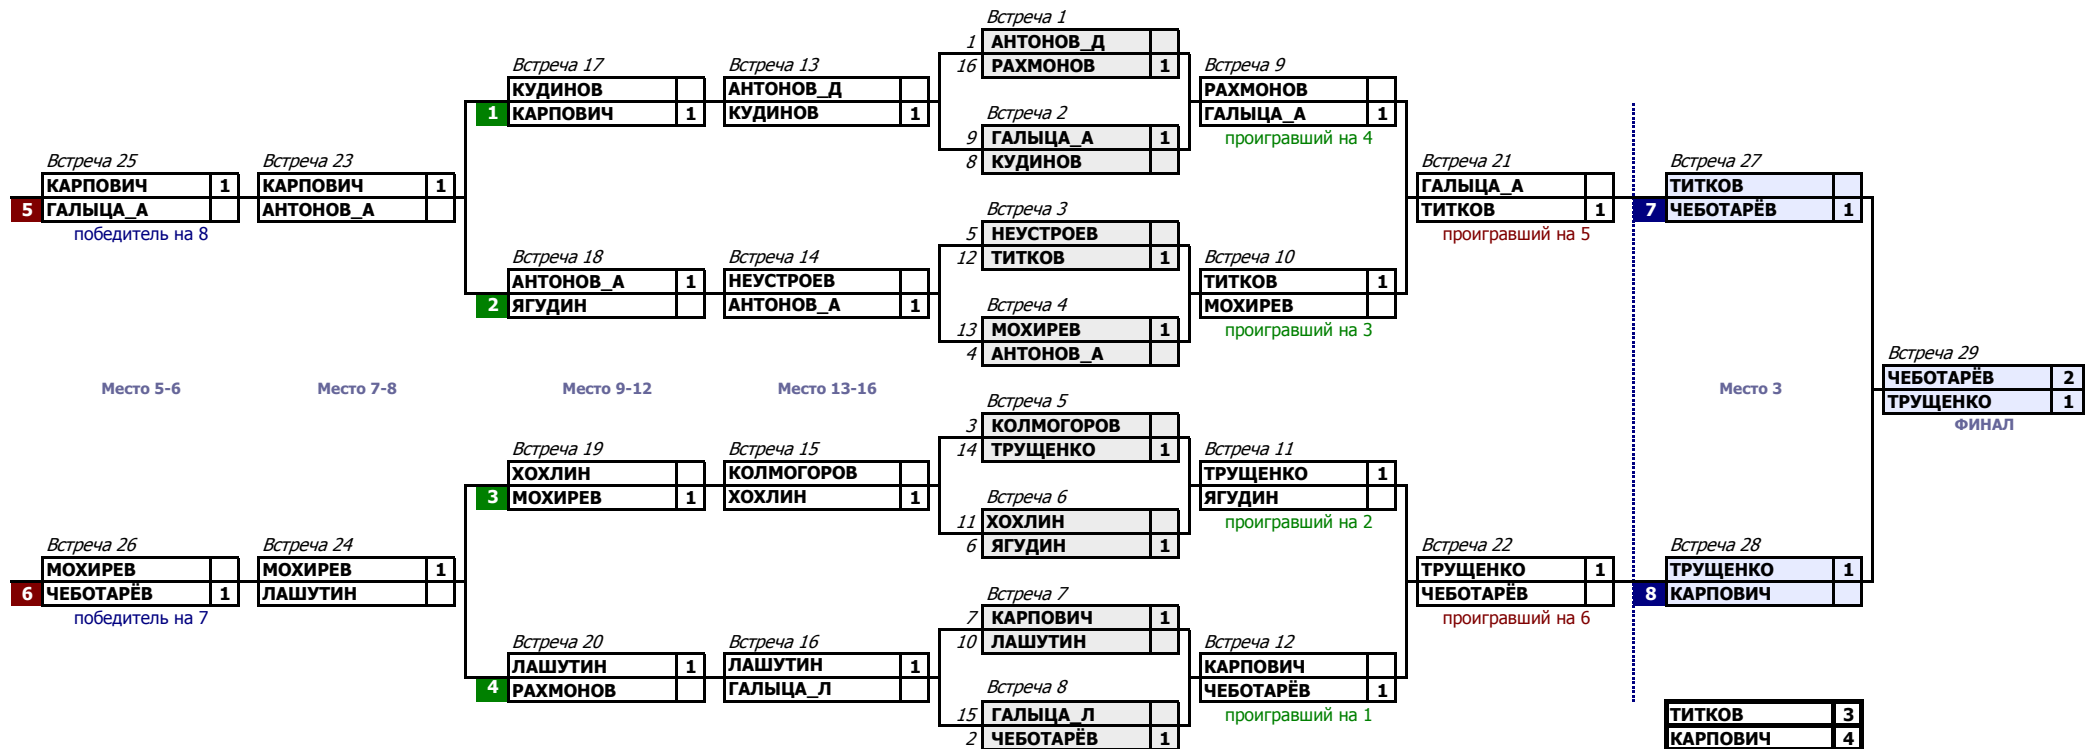 Встреча 1
1 АНТОНОВ_Д
16 РАХМОНОВ 1
Встреча 2
9 ГАЛЫЦА_А 1
8 КУДИНОВ
Встреча 3
5 НЕУСТРОЕВ
12 ТИТКОВ 1
Встреча 4
13 МОХИРЕВ 1
4 АНТОНОВ_А
Встреча 5
3 КОЛМОГОРОВ
14 ТРУЩЕНКО 1
Встреча 6
11 ХОХЛИН
6 ЯГУДИН 1
Встреча 7
7 КАРПОВИЧ 1
10 ЛАШУТИН
Встреча 8
15 ГАЛЫЦА_Л
2 ЧЕБОТАРЁВ 1
Встреча 9
РАХМОНОВ
ГАЛЫЦА_А 1
проигравший на 4
Встреча 10
ТИТКОВ 1
МОХИРЕВ
проигравший на 3
Встреча 11
ТРУЩЕНКО 1
ЯГУДИН
проигравший на 2
Встреча 12
КАРПОВИЧ
ЧЕБОТАРЁВ 1
проигравший на 1
Встреча 13
АНТОНОВ_Д
КУДИНОВ 1
Встреча 14
НЕУСТРОЕВ
АНТОНОВ_А 1
Место 13-16
Встреча 15
КОЛМОГОРОВ
ХОХЛИН 1
Встреча 16
ЛАШУТИН 1
ГАЛЫЦА_Л
Встреча 17
КУДИНОВ
1 КАРПОВИЧ 1
Встреча 18
АНТОНОВ_А 1
2 ЯГУДИН
Место 9-12
Встреча 19
ХОХЛИН
3 МОХИРЕВ 1
Встреча 20
ЛАШУТИН 1
4 РАХМОНОВ
Встреча 21
ГАЛЫЦА_А
ТИТКОВ 1
проигравший на 5
Встреча 22
ТРУЩЕНКО 1
ЧЕБОТАРЁВ
проигравший на 6
Встреча 23
КАРПОВИЧ 1
АНТОНОВ_А
Место 7-8
Встреча 24
МОХИРЕВ 1
ЛАШУТИН
Встреча 25
КАРПОВИЧ 1
5 ГАЛЫЦА_А
победитель на 8
Место 5-6
Встреча 26
МОХИРЕВ
6 ЧЕБОТАРЁВ 1
победитель на 7
Встреча 27
ТИТКОВ
7 ЧЕБОТАРЁВ 1
Место 3
Встреча 28
ТРУЩЕНКО 1
8 КАРПОВИЧ
Встреча 29
ЧЕБОТАРЁВ 2
ТРУЩЕНКО 1
ФИНАЛ
ТИТКОВ 3
КАРПОВИЧ 4